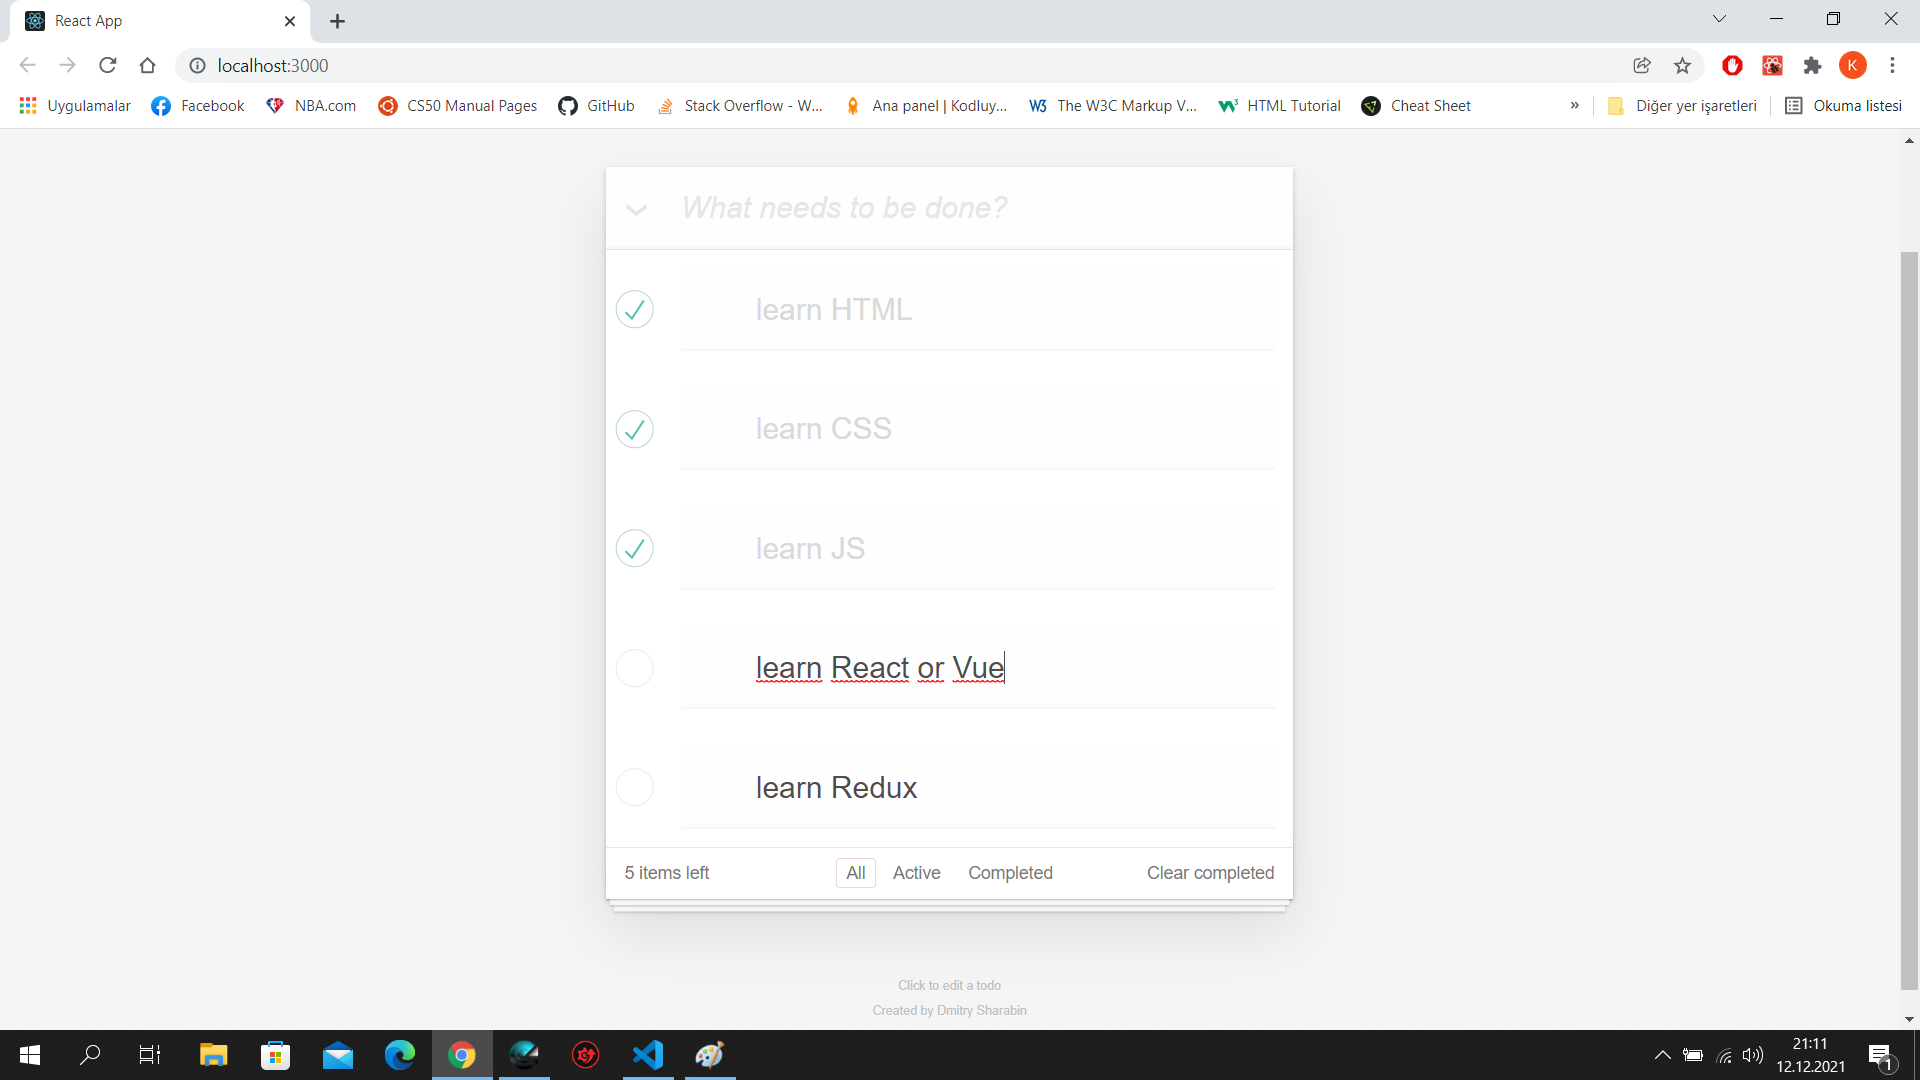 React App
localhost:3000
K
Uygulamalar Facebook NBA.com CS50 Manual Pages GitHub Stack Overflow - W... Ana panel | Kodluy... W3 The W3C Markup V... HTML Tutorial Cheat Sheet » Diğer yer işaretleri Okuma listesi
What needs to be done?
learn HTML
learn CSS
learn JS
learn React or Vue
learn Redux
5 items left All Active Completed Clear completed
Click to edit a todo
Created by Dmitry Sharabin
21:11
12.12.2021
1